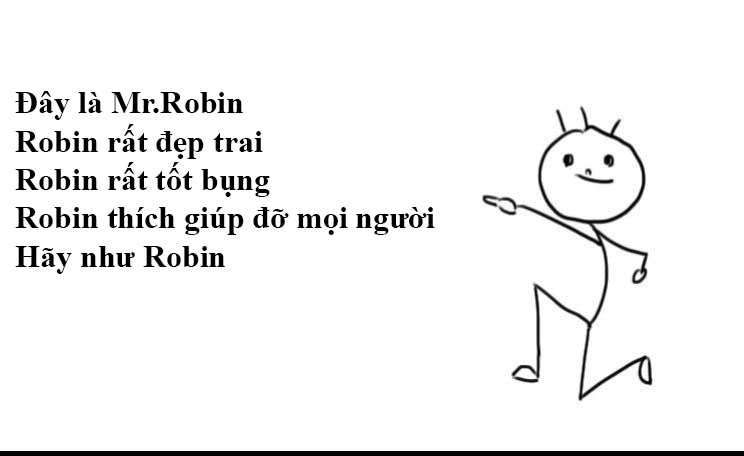 Đây là Mr.Robin
Robin rất đẹp trai
Robin rất tốt bụng
Robin thích giúp đỡ mọi người
Hãy như Robin